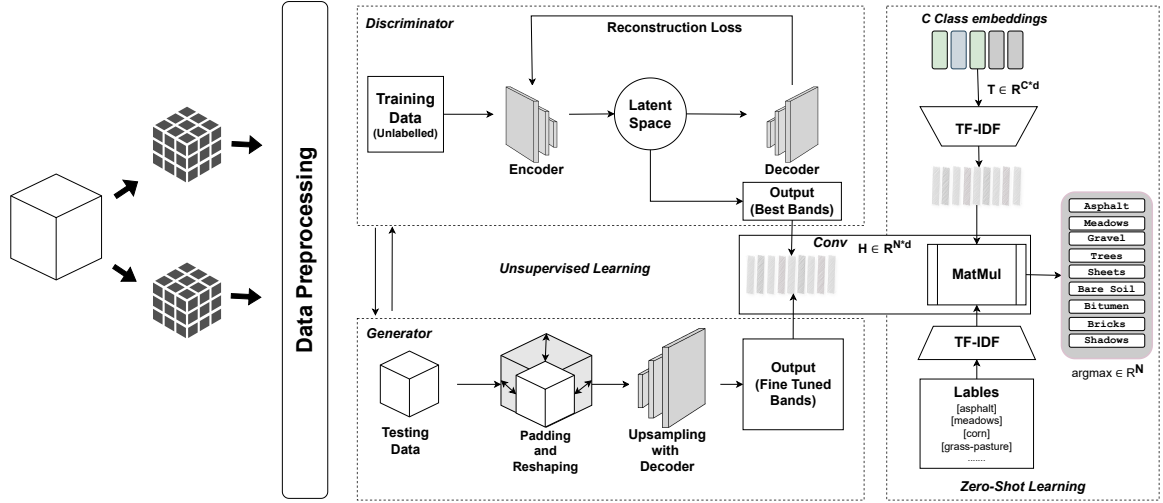 Data Preprocessing
Discriminator
Reconstruction Loss
Training
Data
(Unlabelled)
Encoder
Latent
Space
Decoder
Output
(Best Bands)
Unsupervised Learning
Conv
H ∈ R^N*d
Generator
Testing
Data
Padding
and
Reshaping
Upsampling
with
Decoder
Output
(Fine Tuned
Bands)
C Class embeddings
T ∈ R^C*d
TF-IDF
MatMul
TF-IDF
Lables
[asphalt]
[meadows]
[corn]
[grass-pasture]
.......
Zero-Shot Learning
Asphalt
Meadows
Gravel
Trees
Sheets
Bare Soil
Bitumen
Bricks
Shadows
argmax ∈ R^N